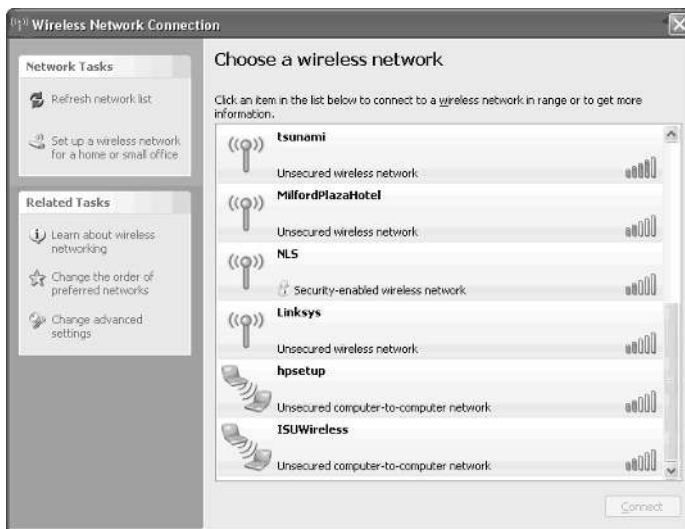 Wireless Network Connection
Network Tasks
Refresh network list
Set up a wireless network
for a home or small office
Related Tasks
Learn about wireless
networking
Change the order of
preferred networks
Change advanced
settings
Choose a wireless network
Click an item in the list below to connect to a wireless network in range or to get more
information.
tsunami
Unsecured wireless network
MilfordPlazaHotel
Unsecured wireless network
NLS
Security-enabled wireless network
Linksys
Unsecured wireless network
hpsetup
Unsecured computer-to-computer network
ISUWireless
Unsecured computer-to-computer network
Connect